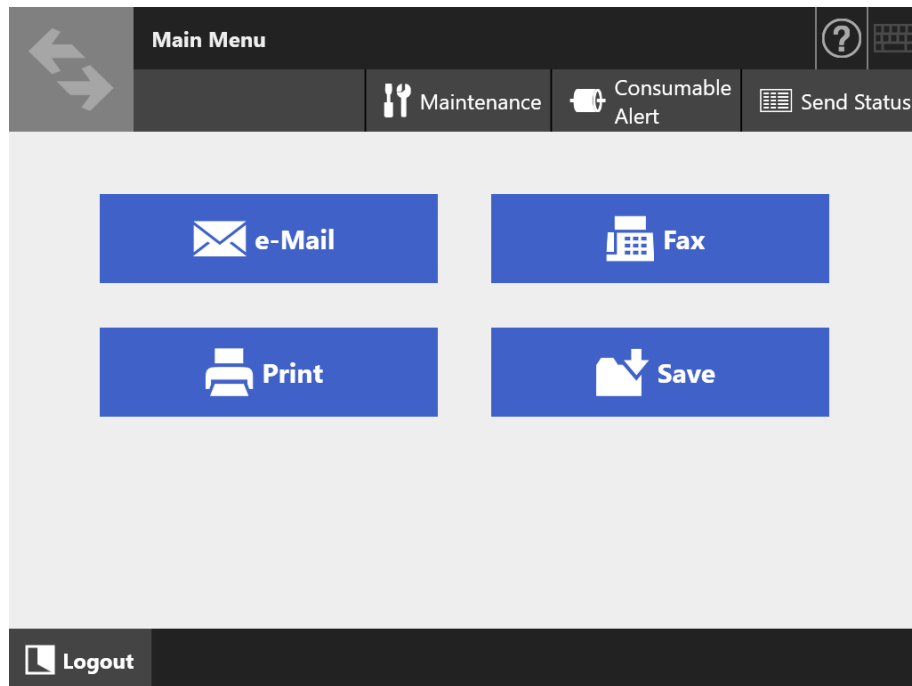 Main Menu
?
Maintenance
Consumable
Alert
Send Status
e-Mail
Fax
Print
Save
Logout